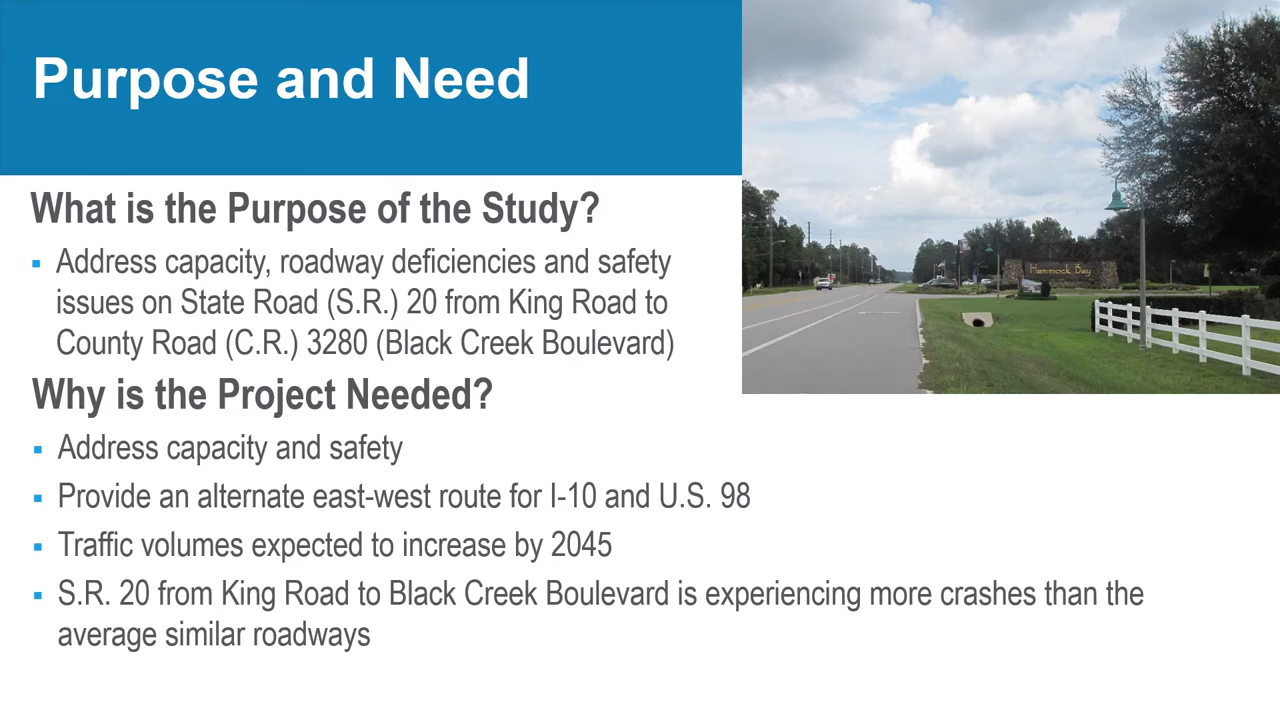 Purpose and Need
What is the Purpose of the Study?
▪ Address capacity, roadway deficiencies and safety
issues on State Road (S.R.) 20 from King Road to
County Road (C.R.) 3280 (Black Creek Boulevard)
Why is the Project Needed?
▪ Address capacity and safety
▪ Provide an alternate east-west route for I-10 and U.S. 98
▪ Traffic volumes expected to increase by 2045
▪ S.R. 20 from King Road to Black Creek Boulevard is experiencing more crashes than the
average similar roadways
Hammock Bay